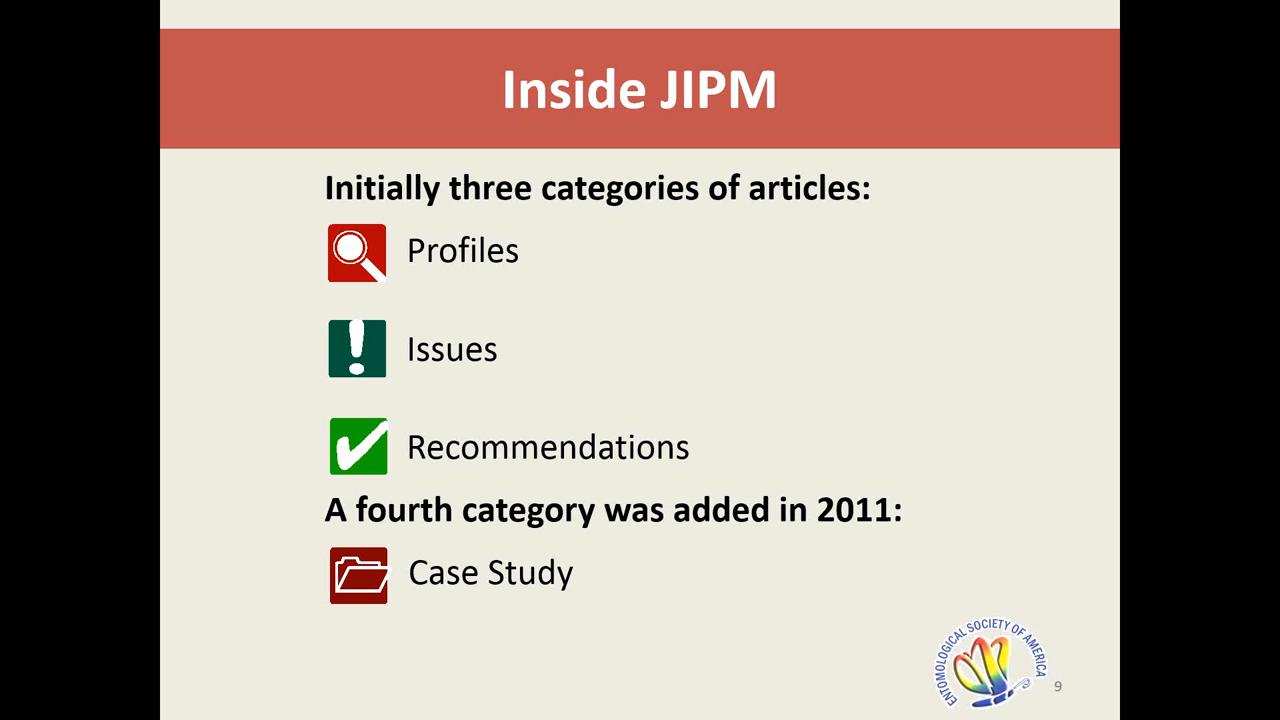 Inside JIPM
Initially three categories of articles:
Profiles
Issues
Recommendations
A fourth category was added in 2011:
Case Study
ENTOMOLOGICAL SOCIETY OF AMERICA
9